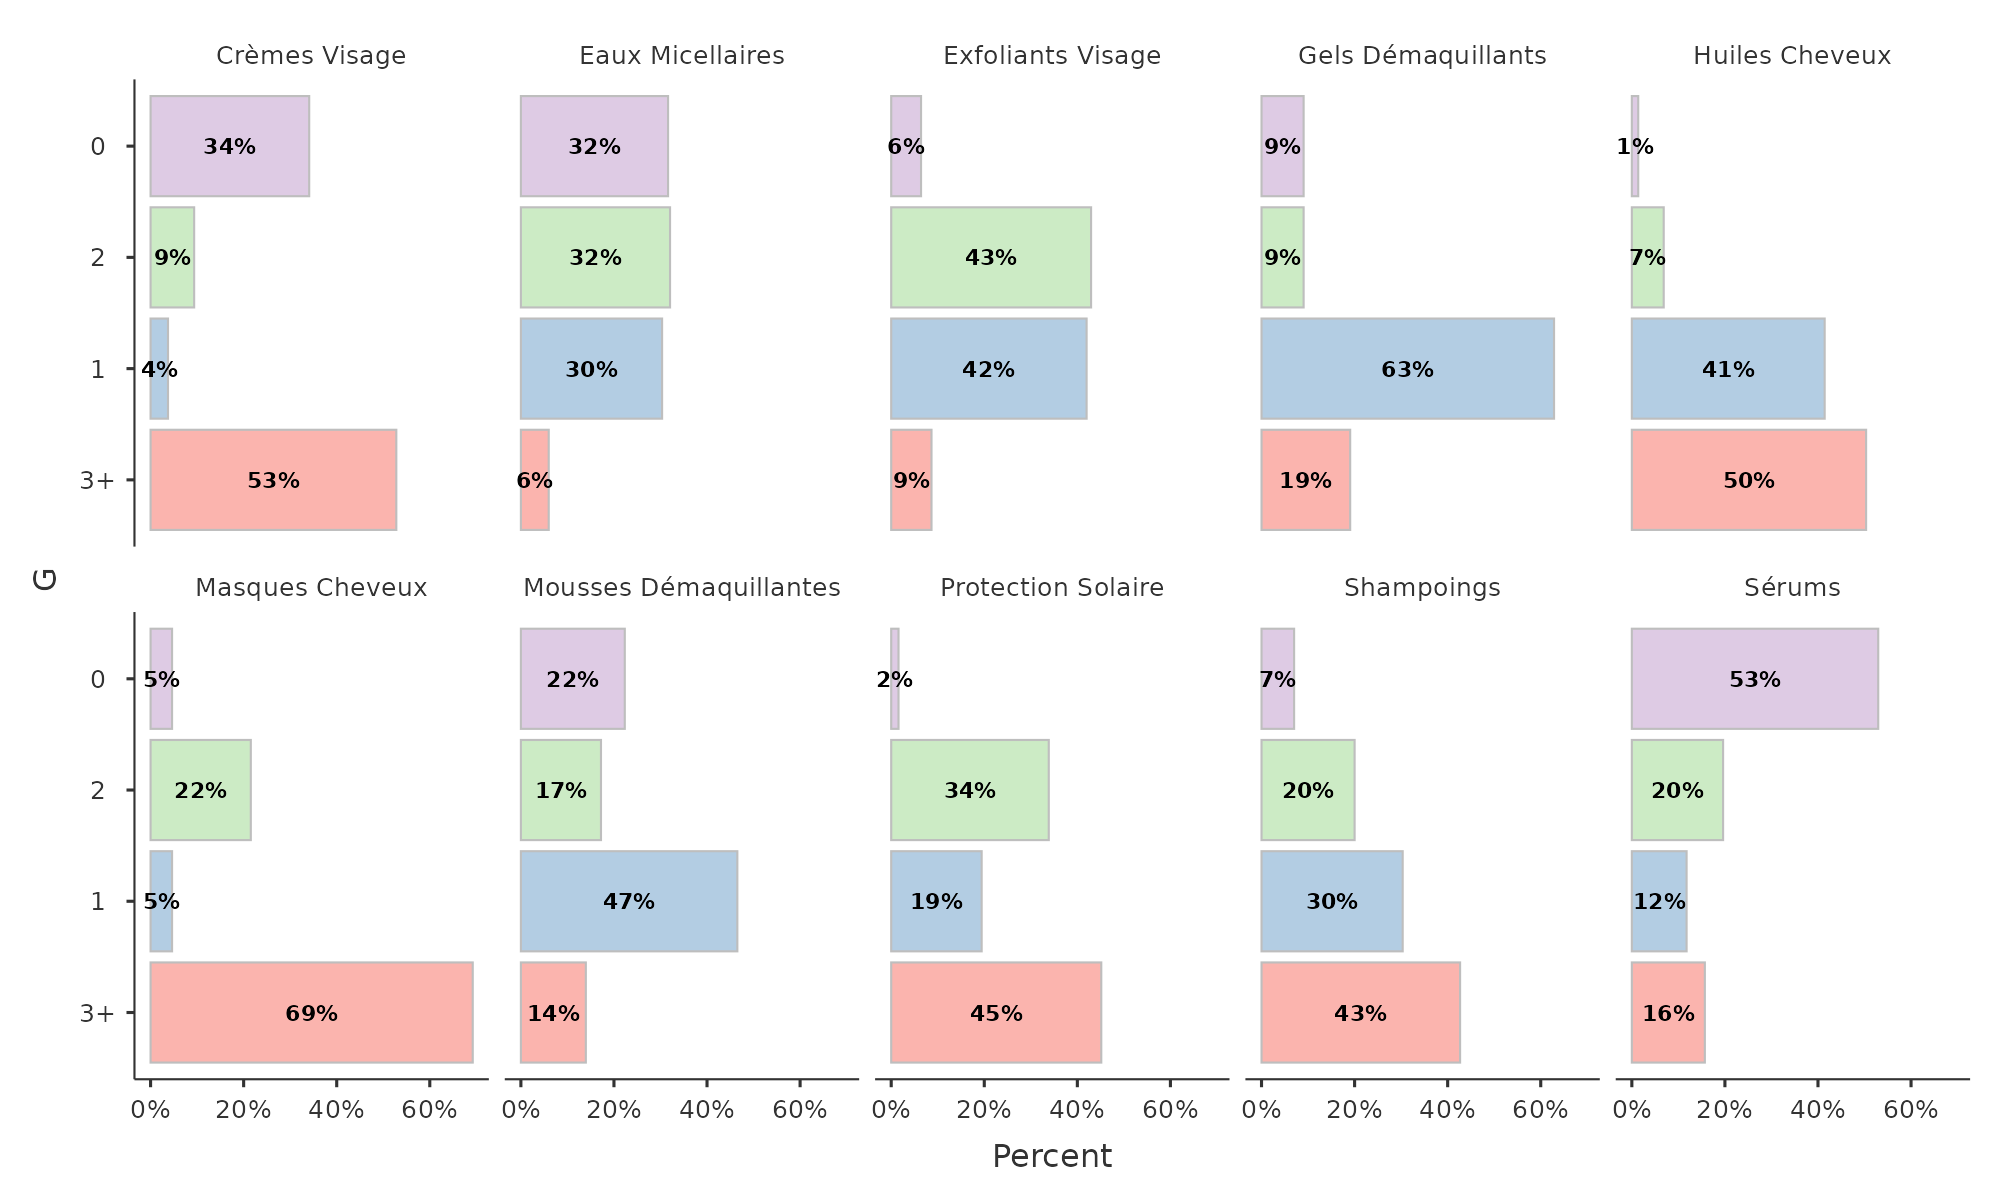 Crèmes Visage Eaux Micellaires Exfoliants Visage Gels Démaquillants Huiles Cheveux
0 34% 32% 6% 9% 1%
2 9% 32% 43% 9% 7%
1 4% 30% 42% 63% 41%
3+ 53% 6% 9% 19% 50%
G
Masques Cheveux Mousses Démaquillantes Protection Solaire Shampoings Sérums
0 5% 22% 2% 7% 53%
2 22% 17% 34% 20% 20%
1 5% 47% 19% 30% 12%
3+ 69% 14% 45% 43% 16%
0% 20% 40% 60% 0% 20% 40% 60% 0% 20% 40% 60% 0% 20% 40% 60% 0% 20% 40% 60%
Percent